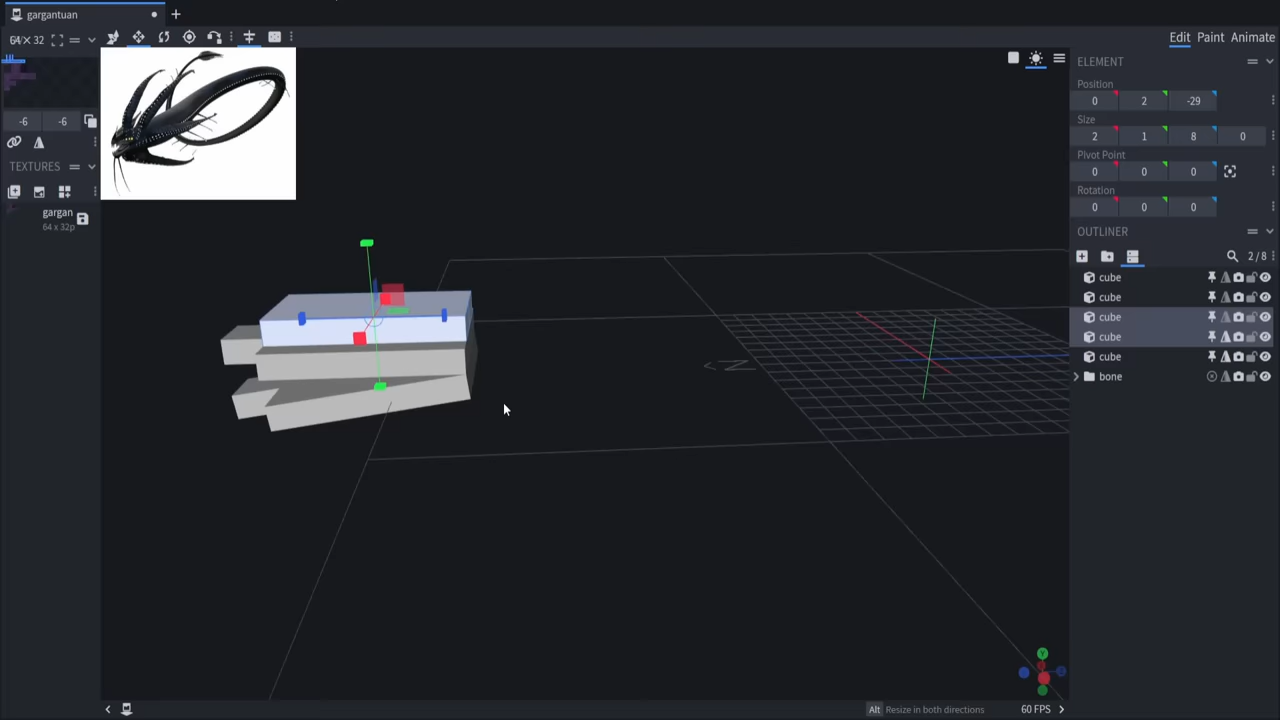 gargantuan
64× 32
Edit Paint Animate
ELEMENT
Position
0 2 -29
Size
2 1 8 0
Pivot Point
0 0 0
Rotation
0 0 0
-6 -6
TEXTURES
gargan
64 x 32p
OUTLINER
2/8
cube
cube
cube
cube
cube
bone
N
Y
Alt Resize in both directions 60 FPS